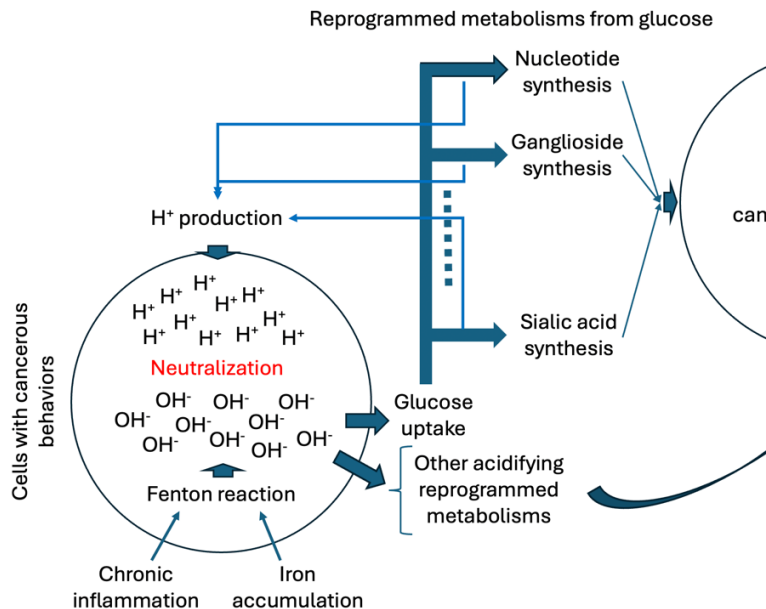 Reprogrammed metabolisms from glucose
Nucleotide
synthesis
Ganglioside
synthesis
H⁺ production
can
H⁺ H⁺ H⁺ H⁺ H⁺
H⁺ H⁺ H⁺ H⁺ H⁺
Sialic acid
synthesis
Neutralization
Cells with cancerous
behaviors
OH⁻ OH⁻ OH⁻
OH⁻ OH⁻ OH⁻
OH⁻ OH⁻ OH⁻ OH⁻
Glucose
uptake
Fenton reaction
Other acidifying
reprogrammed
metabolisms
Chronic
inflammation
Iron
accumulation